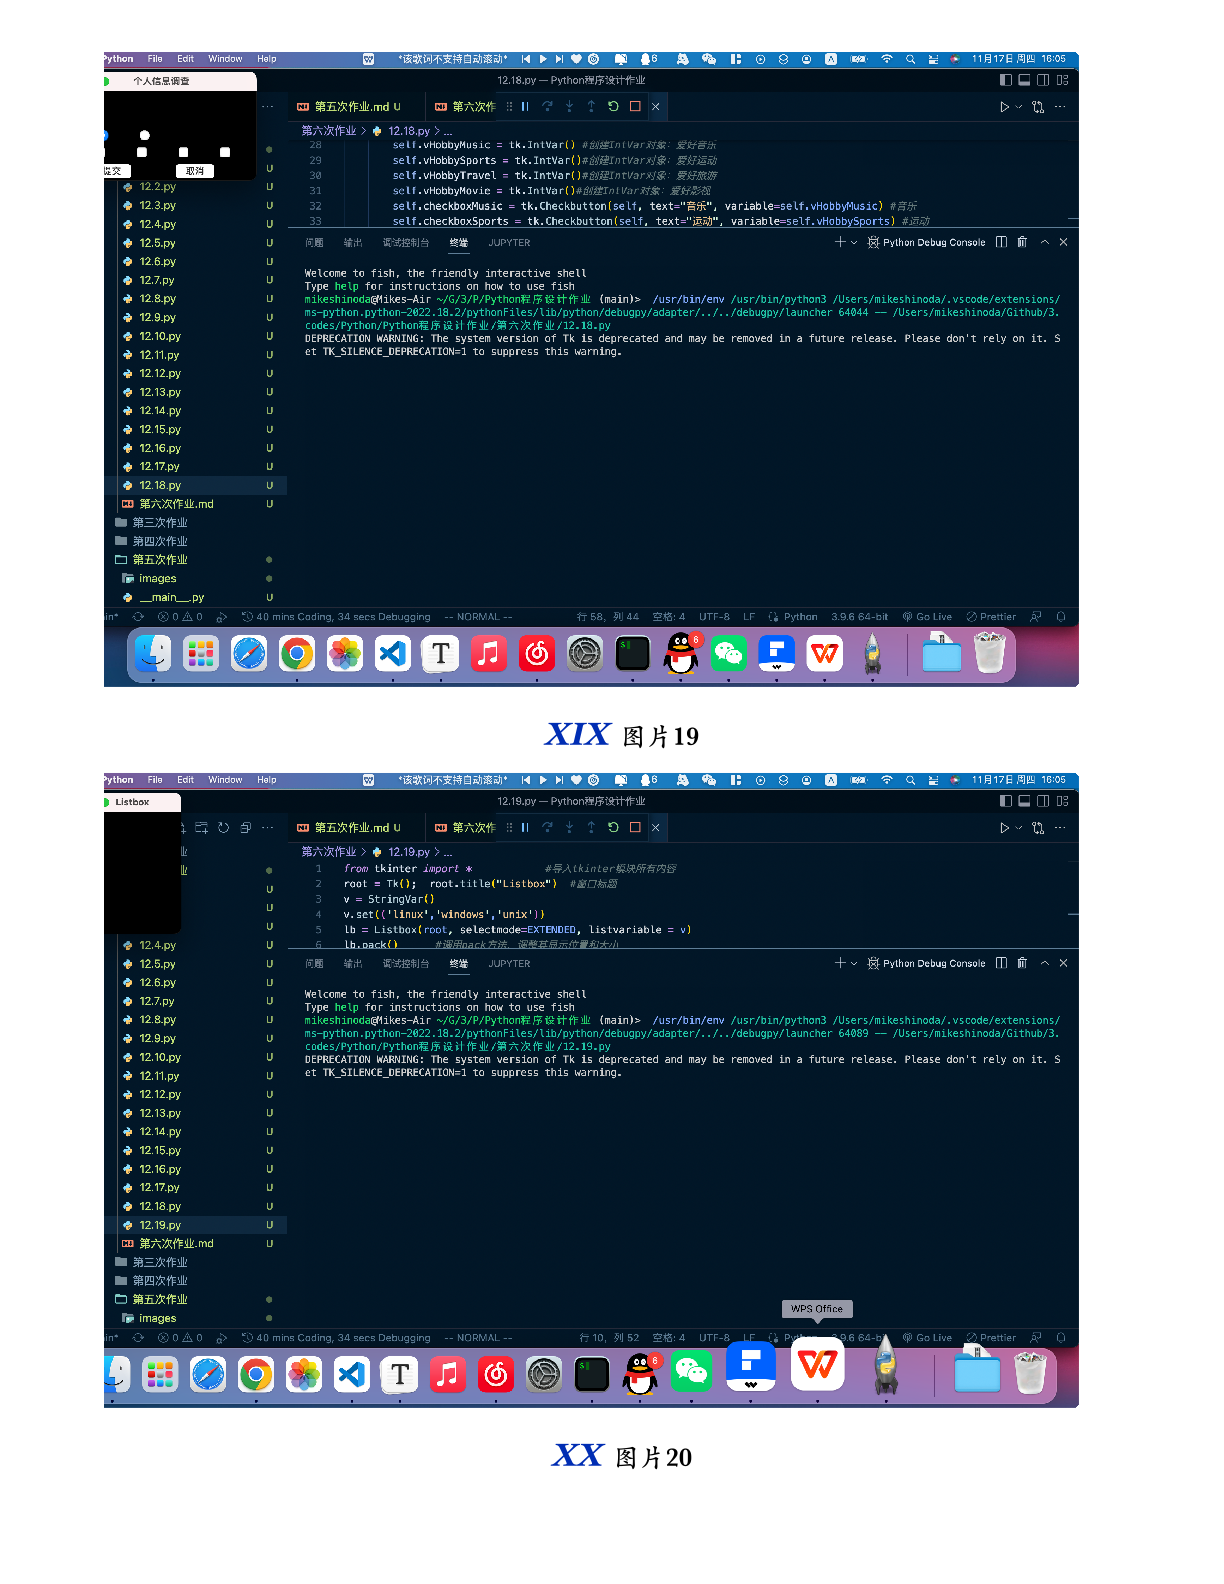 Python File Edit Window Help *该歌词不支持自动滚动* 6 A 11月17日 周四 16:05
个人信息调查
12.18.py — Python程序设计作业
第五次作业.md U 第六次作
第六次作业 > 12.18.py > ...
提交 取消
28 self.vHobbyMusic = tk.IntVar() #创建IntVar对象：爱好音乐
29 self.vHobbySports = tk.IntVar()#创建IntVar对象：爱好运动
30 self.vHobbyTravel = tk.IntVar()#创建IntVar对象：爱好旅游
31 self.vHobbyMovie = tk.IntVar()#创建IntVar对象：爱好影视
32 self.checkboxMusic = tk.Checkbutton(self, text="音乐", variable=self.vHobbyMusic) #音乐
33 self.checkboxSports = tk.Checkbutton(self, text="运动", variable=self.vHobbySports) #运动
U
12.2.py U
12.3.py U
12.4.py U
12.5.py U
12.6.py U
12.7.py U
12.8.py U
12.9.py U
12.10.py U
12.11.py U
12.12.py U
12.13.py U
12.14.py U
12.15.py U
12.16.py U
12.17.py U
12.18.py U
第六次作业.md U
第三次作业
第四次作业
第五次作业
images
__main__.py U
问题 输出 调试控制台 终端 JUPYTER Python Debug Console
Welcome to fish, the friendly interactive shell
Type help for instructions on how to use fish
mikeshinoda@Mikes-Air ~/G/3/P/Python程序设计作业 (main)> /usr/bin/env /usr/bin/python3 /Users/mikeshinoda/.vscode/extensions/
ms-python.python-2022.18.2/pythonFiles/lib/python/debugpy/adapter/../../debugpy/launcher 64044 -- /Users/mikeshinoda/Github/3.
codes/Python/Python程序设计作业/第六次作业/12.18.py
DEPRECATION WARNING: The system version of Tk is deprecated and may be removed in a future release. Please don't rely on it. S
et TK_SILENCE_DEPRECATION=1 to suppress this warning.
in* 0 0 40 mins Coding, 34 secs Debugging -- NORMAL -- 行 58，列 44 空格: 4 UTF-8 LF Python 3.9.6 64-bit Go Live Prettier
T 6
XIX 图片19
Python File Edit Window Help *该歌词不支持自动滚动* 6 A 11月17日 周四 16:05
Listbox
12.19.py — Python程序设计作业
第五次作业.md U 第六次作
第六次作业 > 12.19.py > ...
1 from tkinter import * #导入tkinter模块所有内容
2 root = Tk(); root.title("Listbox") #窗口标题
3 v = StringVar()
4 v.set(('linux','windows','unix'))
5 lb = Listbox(root, selectmode=EXTENDED, listvariable = v)
6 lb.pack() #调用pack方法，调整其显示位置和大小
业
业
U
U
U
12.4.py U
12.5.py U
12.6.py U
12.7.py U
12.8.py U
12.9.py U
12.10.py U
12.11.py U
12.12.py U
12.13.py U
12.14.py U
12.15.py U
12.16.py U
12.17.py U
12.18.py U
12.19.py U
第六次作业.md U
第三次作业
第四次作业
第五次作业
images
问题 输出 调试控制台 终端 JUPYTER Python Debug Console
Welcome to fish, the friendly interactive shell
Type help for instructions on how to use fish
mikeshinoda@Mikes-Air ~/G/3/P/Python程序设计作业 (main)> /usr/bin/env /usr/bin/python3 /Users/mikeshinoda/.vscode/extensions/
ms-python.python-2022.18.2/pythonFiles/lib/python/debugpy/adapter/../../debugpy/launcher 64089 -- /Users/mikeshinoda/Github/3.
codes/Python/Python程序设计作业/第六次作业/12.19.py
DEPRECATION WARNING: The system version of Tk is deprecated and may be removed in a future release. Please don't rely on it. S
et TK_SILENCE_DEPRECATION=1 to suppress this warning.
WPS Office
in* 0 0 40 mins Coding, 34 secs Debugging -- NORMAL -- 行 10，列 52 空格: 4 UTF-8 LF 3.9.6 64-bit Go Live Prettier
T 6
XX 图片20